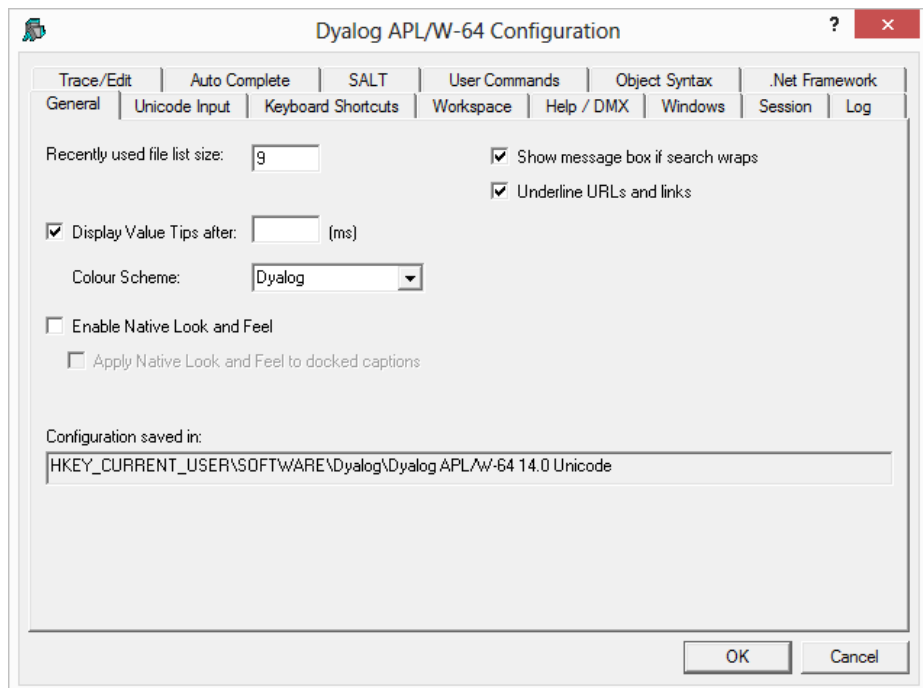 Dyalog APL/W-64 Configuration ?
Trace/Edit Auto Complete SALT User Commands Object Syntax .Net Framework
General Unicode Input Keyboard Shortcuts Workspace Help / DMX Windows Session Log
Recently used file list size: 9 Show message box if search wraps
Underline URLs and links
Display Value Tips after: (ms)
Colour Scheme: Dyalog
Enable Native Look and Feel
Apply Native Look and Feel to docked captions
Configuration saved in:
HKEY_CURRENT_USER\SOFTWARE\Dyalog\Dyalog APL/W-64 14.0 Unicode
OK Cancel